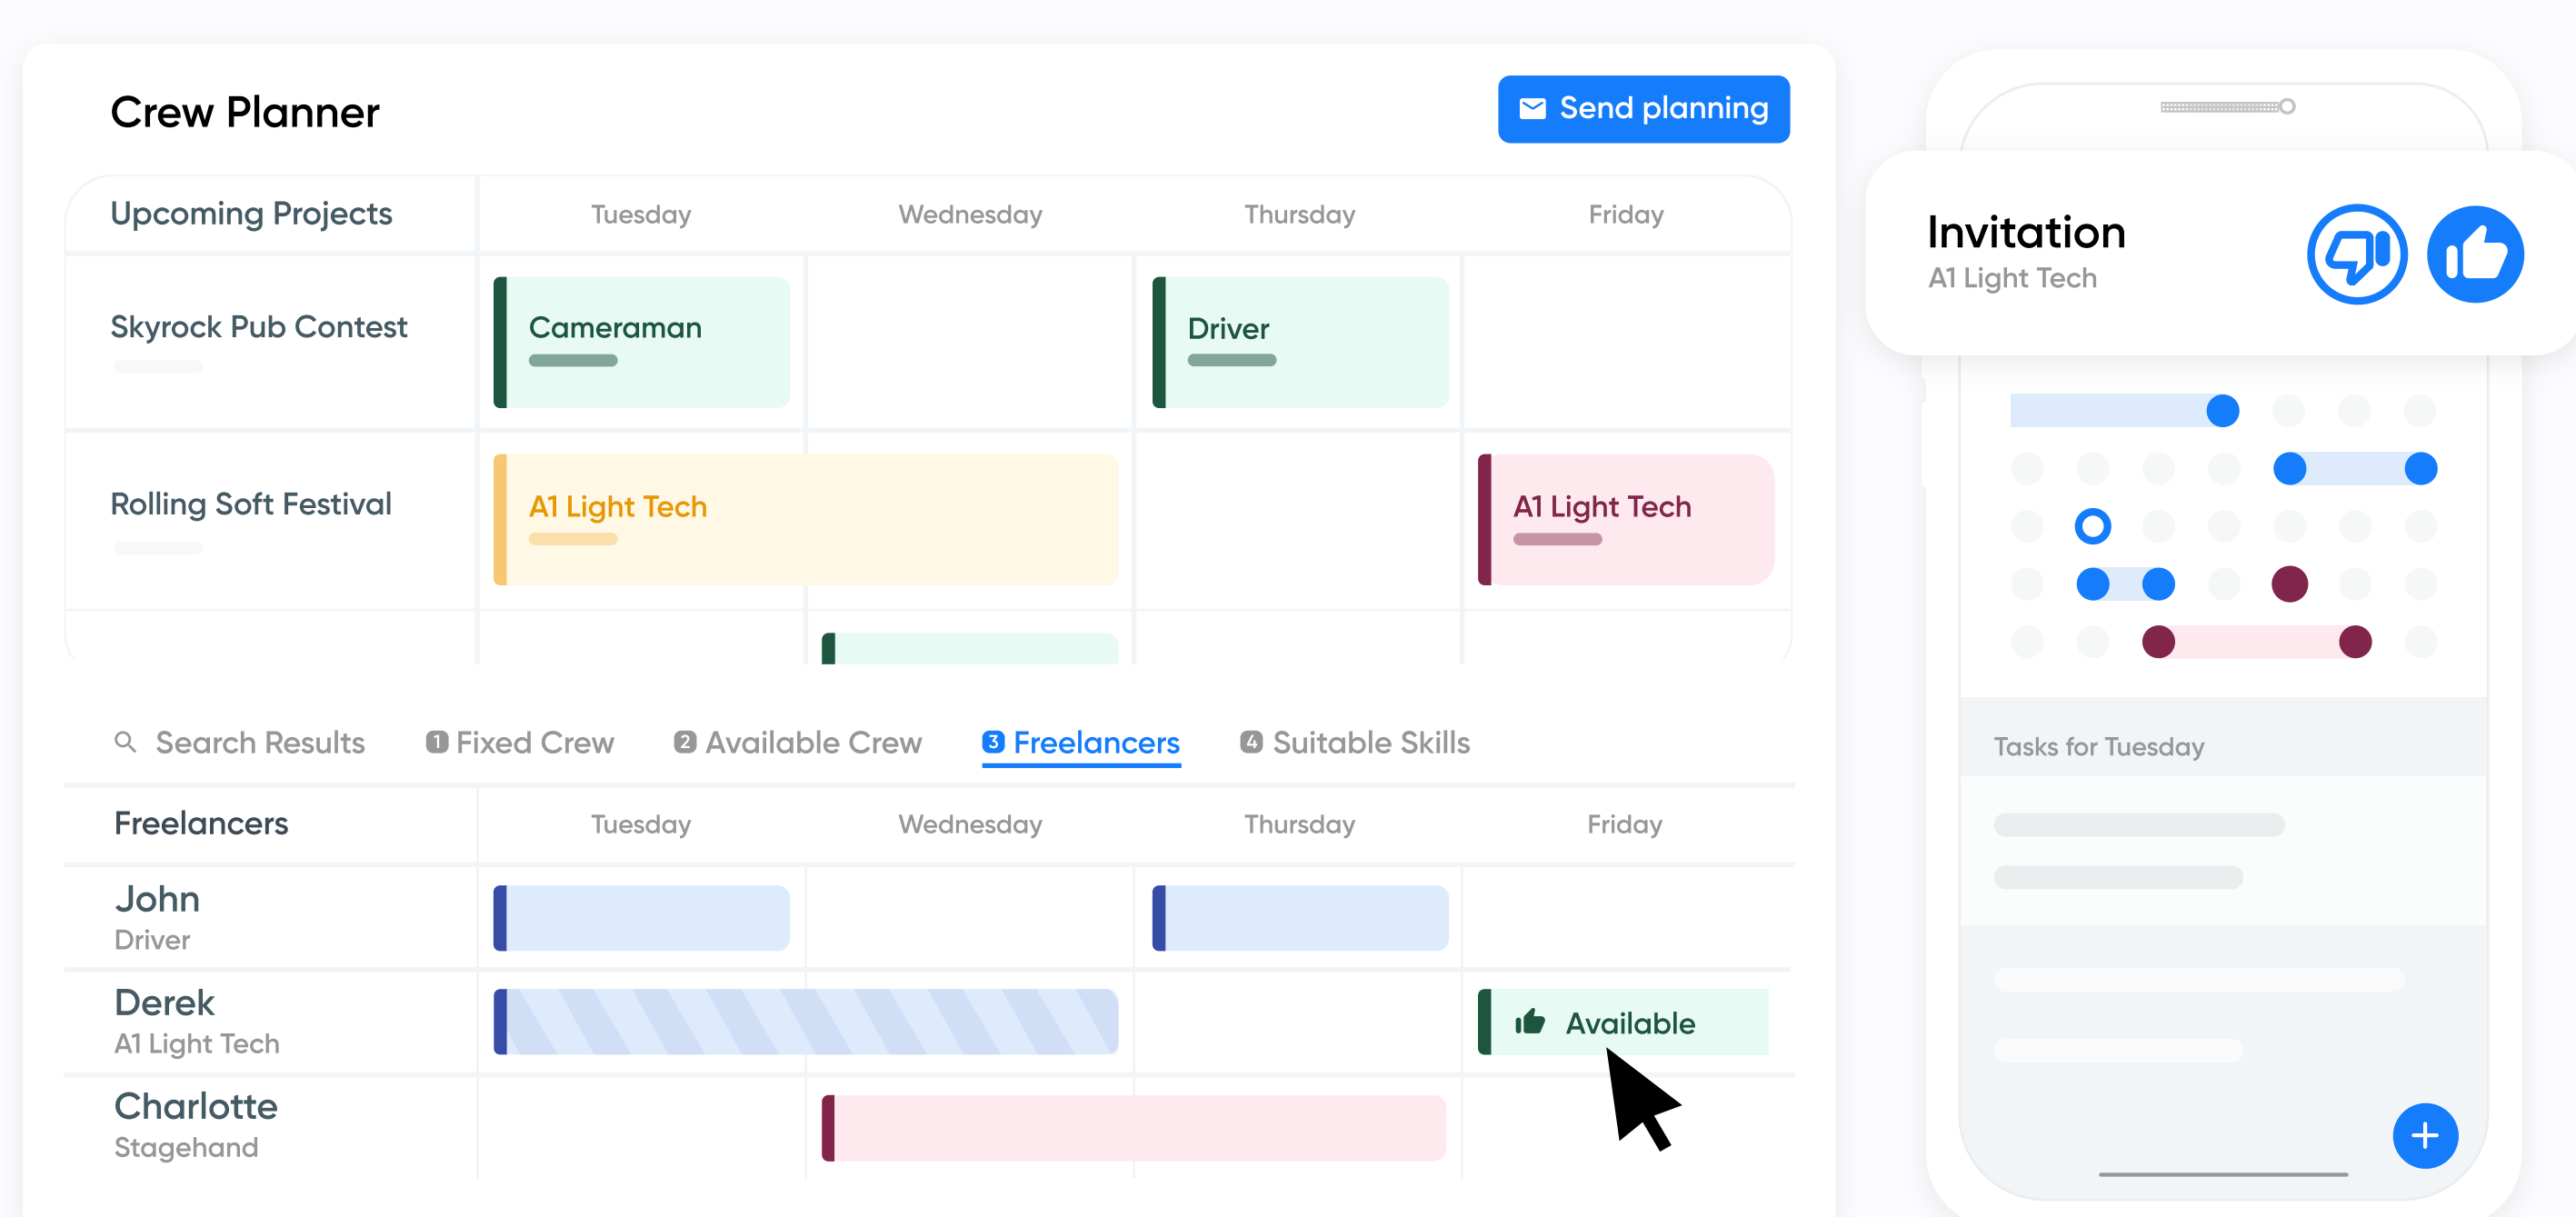 Crew Planner
Send planning
Upcoming Projects
Tuesday
Wednesday
Thursday
Friday
Skyrock Pub Contest
Cameraman
Driver
Rolling Soft Festival
A1 Light Tech
A1 Light Tech
Search Results
1 Fixed Crew
2 Available Crew
3 Freelancers
4 Suitable Skills
Freelancers
Tuesday
Wednesday
Thursday
Friday
John
Driver
Derek
A1 Light Tech
Available
Charlotte
Stagehand
Invitation
A1 Light Tech
Tasks for Tuesday